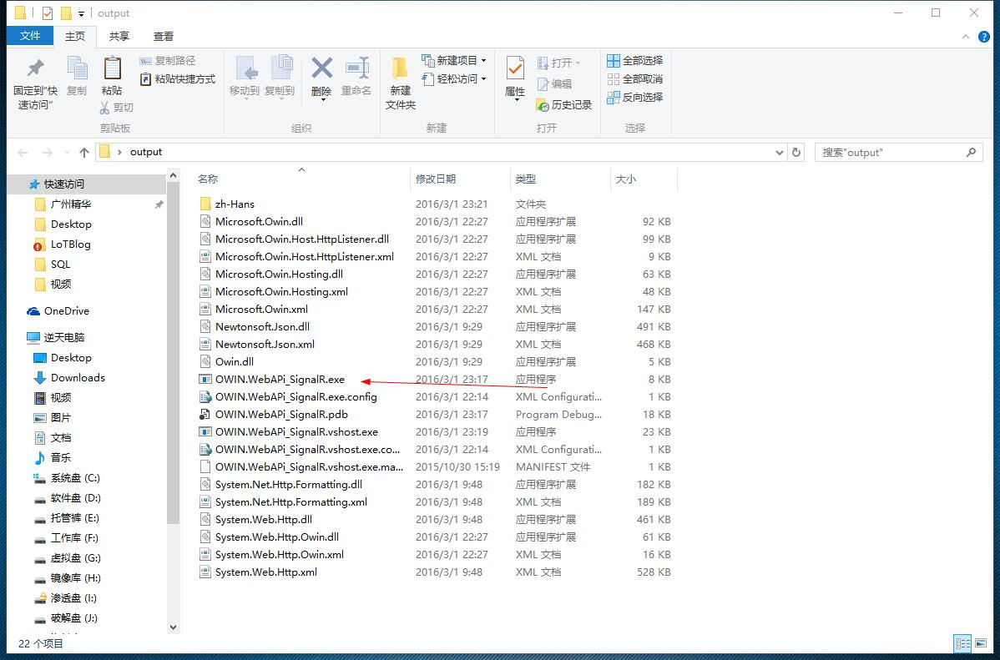 output
文件 主页 共享 查看
固定到"快速访问"
复制
粘贴
复制路径
粘贴快捷方式
剪切
剪贴板
移动到 复制到 删除 重命名
组织
新建文件夹
新建项目
轻松访问
新建
属性
打开
编辑
历史记录
打开
全部选择
全部取消
反向选择
选择
output
搜索"output"
快速访问
广州精华
Desktop
LoTBlog
SQL
视频
OneDrive
逆天电脑
Desktop
Downloads
视频
图片
文档
音乐
系统盘 (C:)
软件盘 (D:)
托管裤 (E:)
工作库 (F:)
虚拟盘 (G:)
镜像库 (H:)
渗透盘 (I:)
破解盘 (J:)
名称 修改日期 类型 大小
zh-Hans 2016/3/1 23:21 文件夹
Microsoft.Owin.dll 2016/3/1 22:27 应用程序扩展 92 KB
Microsoft.Owin.Host.HttpListener.dll 2016/3/1 22:27 应用程序扩展 99 KB
Microsoft.Owin.Host.HttpListener.xml 2016/3/1 22:27 XML 文档 9 KB
Microsoft.Owin.Hosting.dll 2016/3/1 22:27 应用程序扩展 63 KB
Microsoft.Owin.Hosting.xml 2016/3/1 22:27 XML 文档 48 KB
Microsoft.Owin.xml 2016/3/1 22:27 XML 文档 147 KB
Newtonsoft.Json.dll 2016/3/1 9:29 应用程序扩展 491 KB
Newtonsoft.Json.xml 2016/3/1 9:29 XML 文档 468 KB
Owin.dll 2016/3/1 9:29 应用程序扩展 5 KB
OWIN.WebAPi_SignalR.exe 2016/3/1 23:17 应用程序 8 KB
OWIN.WebAPi_SignalR.exe.config 2016/3/1 22:14 XML Configurati... 1 KB
OWIN.WebAPi_SignalR.pdb 2016/3/1 23:17 Program Debug... 18 KB
OWIN.WebAPi_SignalR.vshost.exe 2016/3/1 23:19 应用程序 23 KB
OWIN.WebAPi_SignalR.vshost.exe.co... 2016/3/1 22:14 XML Configurati... 1 KB
OWIN.WebAPi_SignalR.vshost.exe.ma... 2015/10/30 15:19 MANIFEST 文件 1 KB
System.Net.Http.Formatting.dll 2016/3/1 9:48 应用程序扩展 182 KB
System.Net.Http.Formatting.xml 2016/3/1 9:48 XML 文档 189 KB
System.Web.Http.dll 2016/3/1 9:48 应用程序扩展 461 KB
System.Web.Http.Owin.dll 2016/3/1 22:27 应用程序扩展 61 KB
System.Web.Http.Owin.xml 2016/3/1 22:27 XML 文档 16 KB
System.Web.Http.xml 2016/3/1 9:48 XML 文档 528 KB
22 个项目